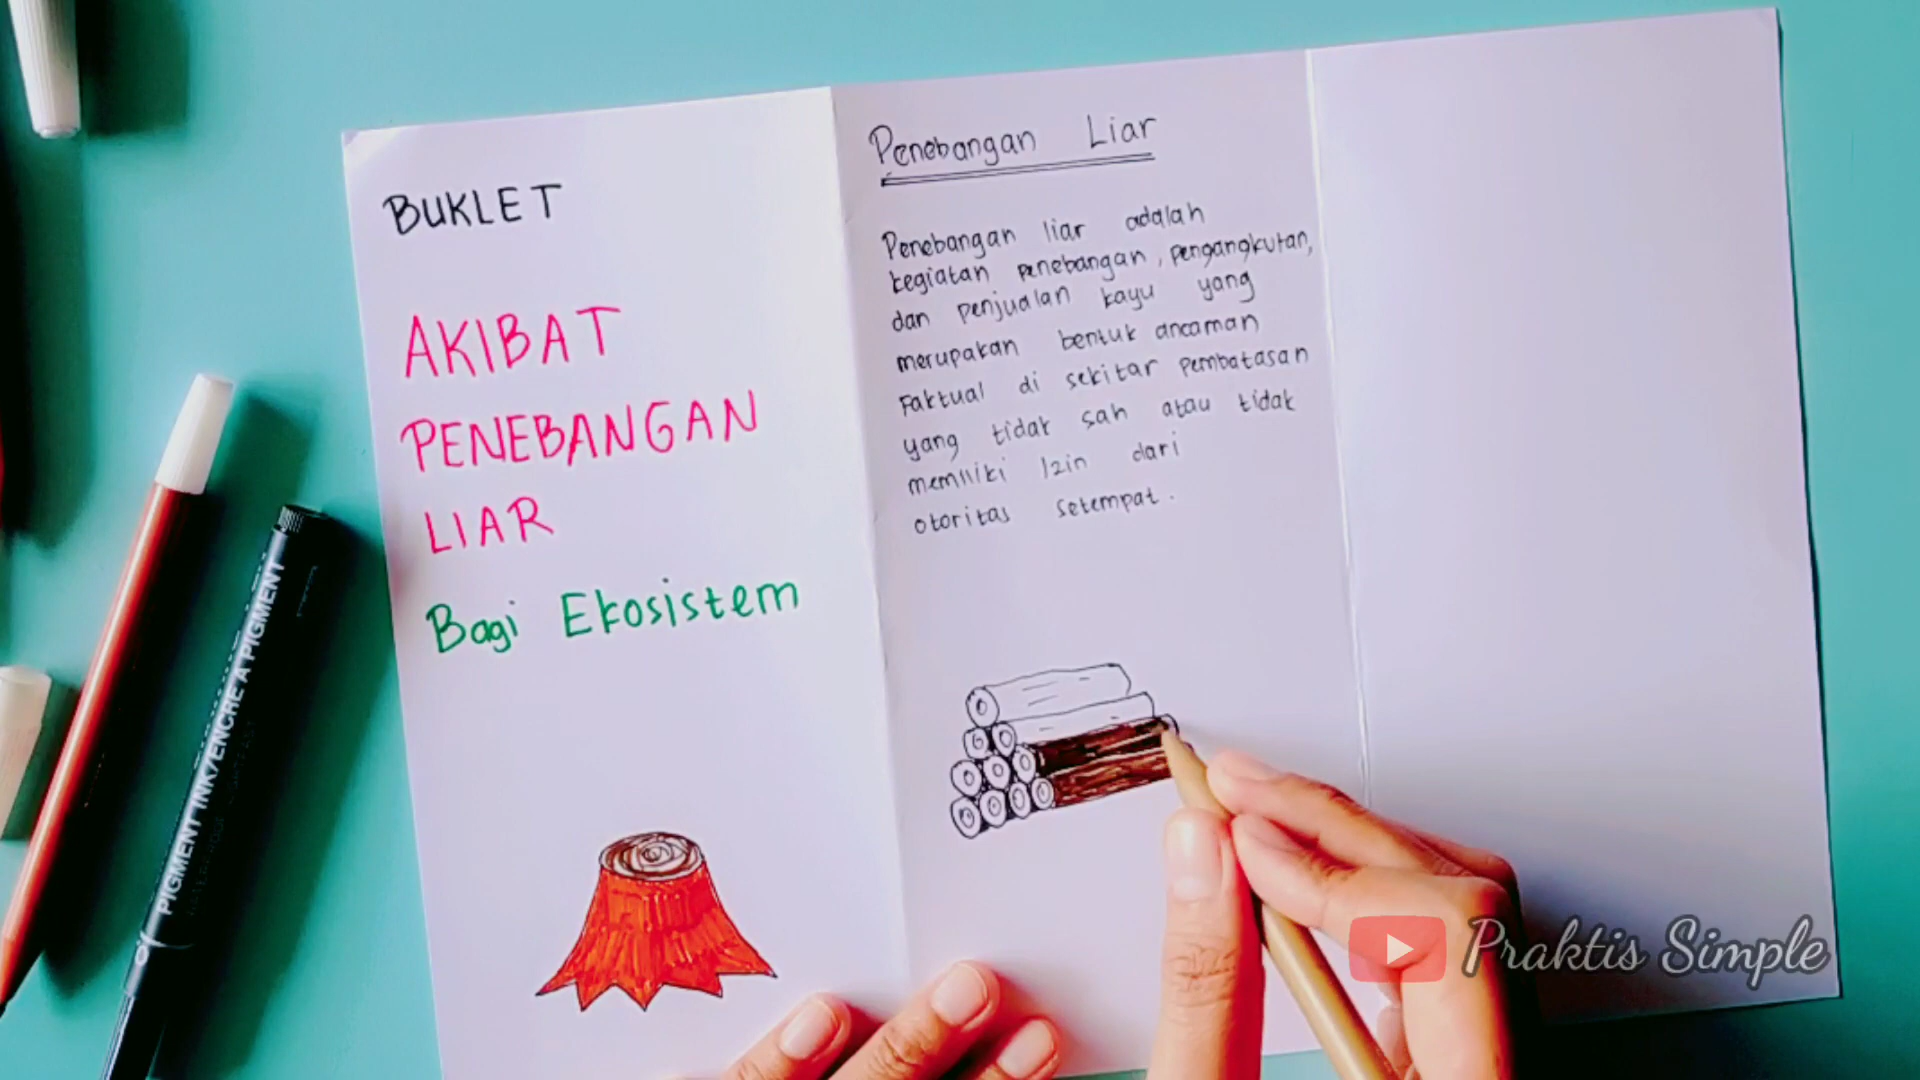 BUKLET
AKIBAT
PENEBANGAN
LIAR
Bagi Ekosistem
Penebangan Liar
Penebangan liar adalah
kegiatan penebangan, pengangkutan,
dan penjualan kayu yang
merupakan bentuk ancaman
Faktual di sekitar pembatasan
yang tidak sah atau tidak
memiliki Izin dari
otoritas setempat.
PIGMENT INK/ENCRE A PIGMENT
Praktis Simple